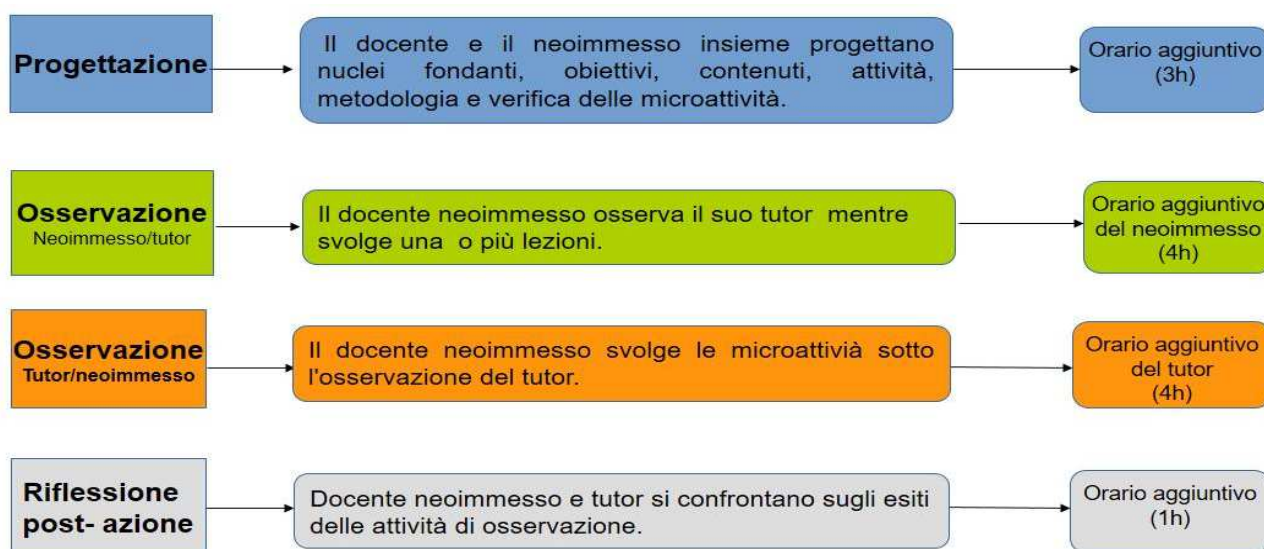 Progettazione
Il docente e il neoimmesso insieme progettano
nuclei fondanti, obiettivi, contenuti, attività,
metodologia e verifica delle microattività.
Orario aggiuntivo
(3h)
Osservazione
Neoimmesso/tutor
Il docente neoimmesso osserva il suo tutor mentre
svolge una o più lezioni.
Orario aggiuntivo
del neoimmesso
(4h)
Osservazione
Tutor/neoimmesso
Il docente neoimmesso svolge le microattivià sotto
l'osservazione del tutor.
Orario aggiuntivo
del tutor
(4h)
Riflessione
post- azione
Docente neoimmesso e tutor si confrontano sugli esiti
delle attività di osservazione.
Orario aggiuntivo
(1h)